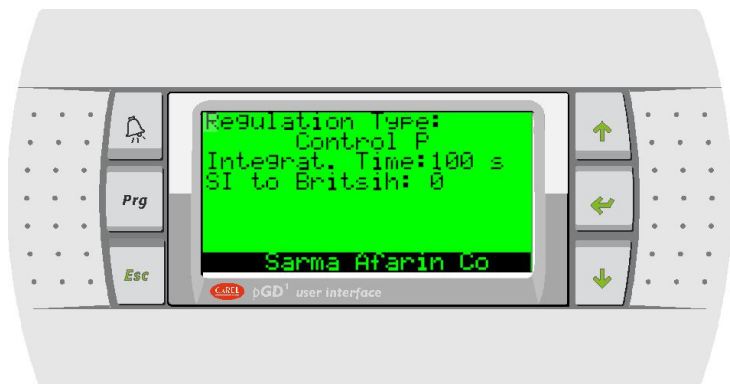 Regulation Type:
Control P
Integrat. Time:100 s
SI to Britsih: 0
Sarma Afarin Co
Prg
Esc
CAREL pGD¹ user interface